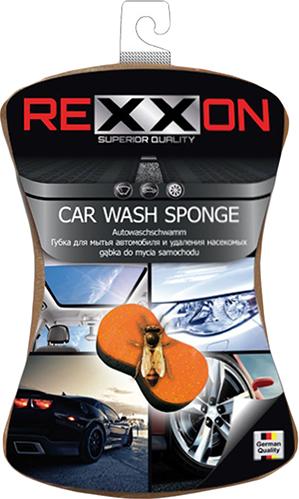 REXXON
SUPERIOR QUALITY
CAR WASH SPONGE
Autowaschschwamm
Губка для мытья автомобиля и удаления насекомых
gąbka do mycia samochodu
German
Quality